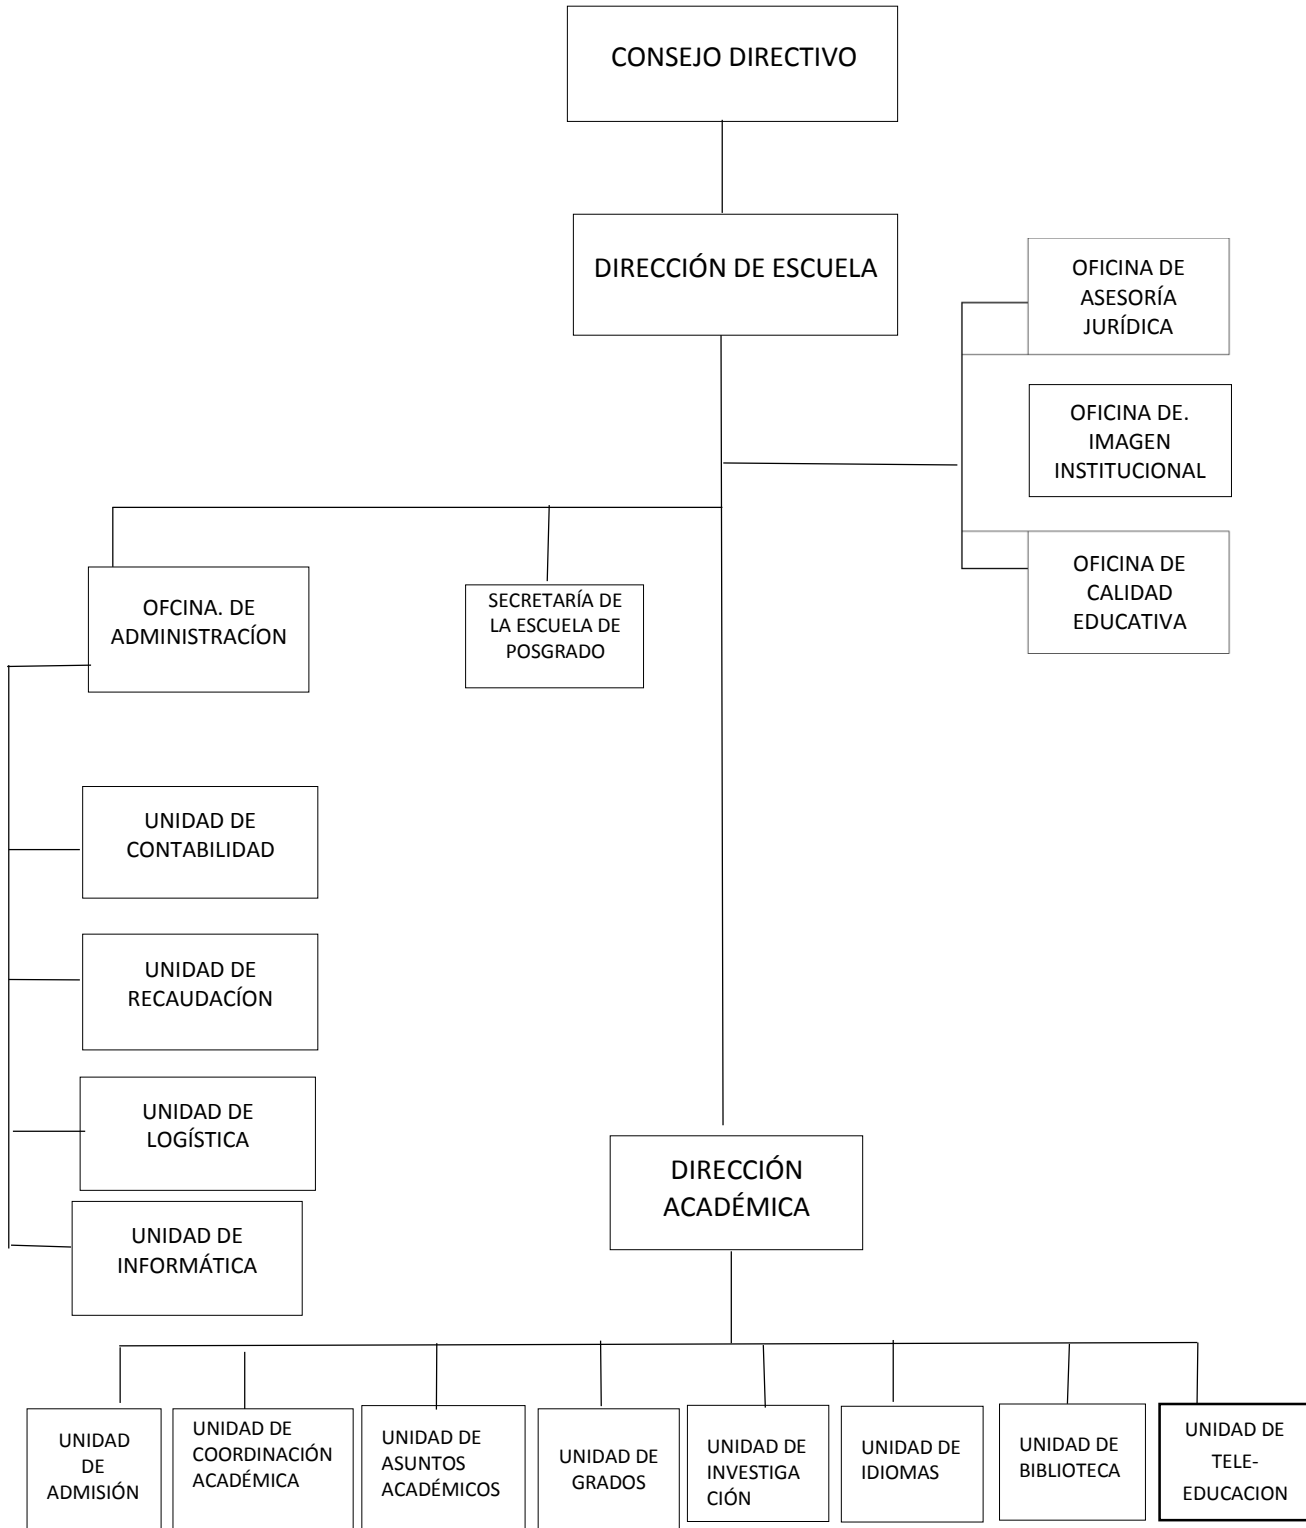 CONSEJO DIRECTIVO
DIRECCIÓN DE ESCUELA
OFICINA DE
ASESORÍA
JURÍDICA
OFICINA DE.
IMAGEN
INSTITUCIONAL
OFICINA DE
CALIDAD
EDUCATIVA
OFCINA. DE
ADMINISTRACÍON
SECRETARÍA DE
LA ESCUELA DE
POSGRADO
UNIDAD DE
CONTABILIDAD
UNIDAD DE
RECAUDACÍON
UNIDAD DE
LOGÍSTICA
UNIDAD DE
INFORMÁTICA
DIRECCIÓN
ACADÉMICA
UNIDAD
DE
ADMISIÓN
UNIDAD DE
COORDINACIÓN
ACADÉMICA
UNIDAD DE
ASUNTOS
ACADÉMICOS
UNIDAD DE
GRADOS
UNIDAD DE
INVESTIGA
CIÓN
UNIDAD DE
IDIOMAS
UNIDAD DE
BIBLIOTECA
UNIDAD DE
TELE-
EDUCACION